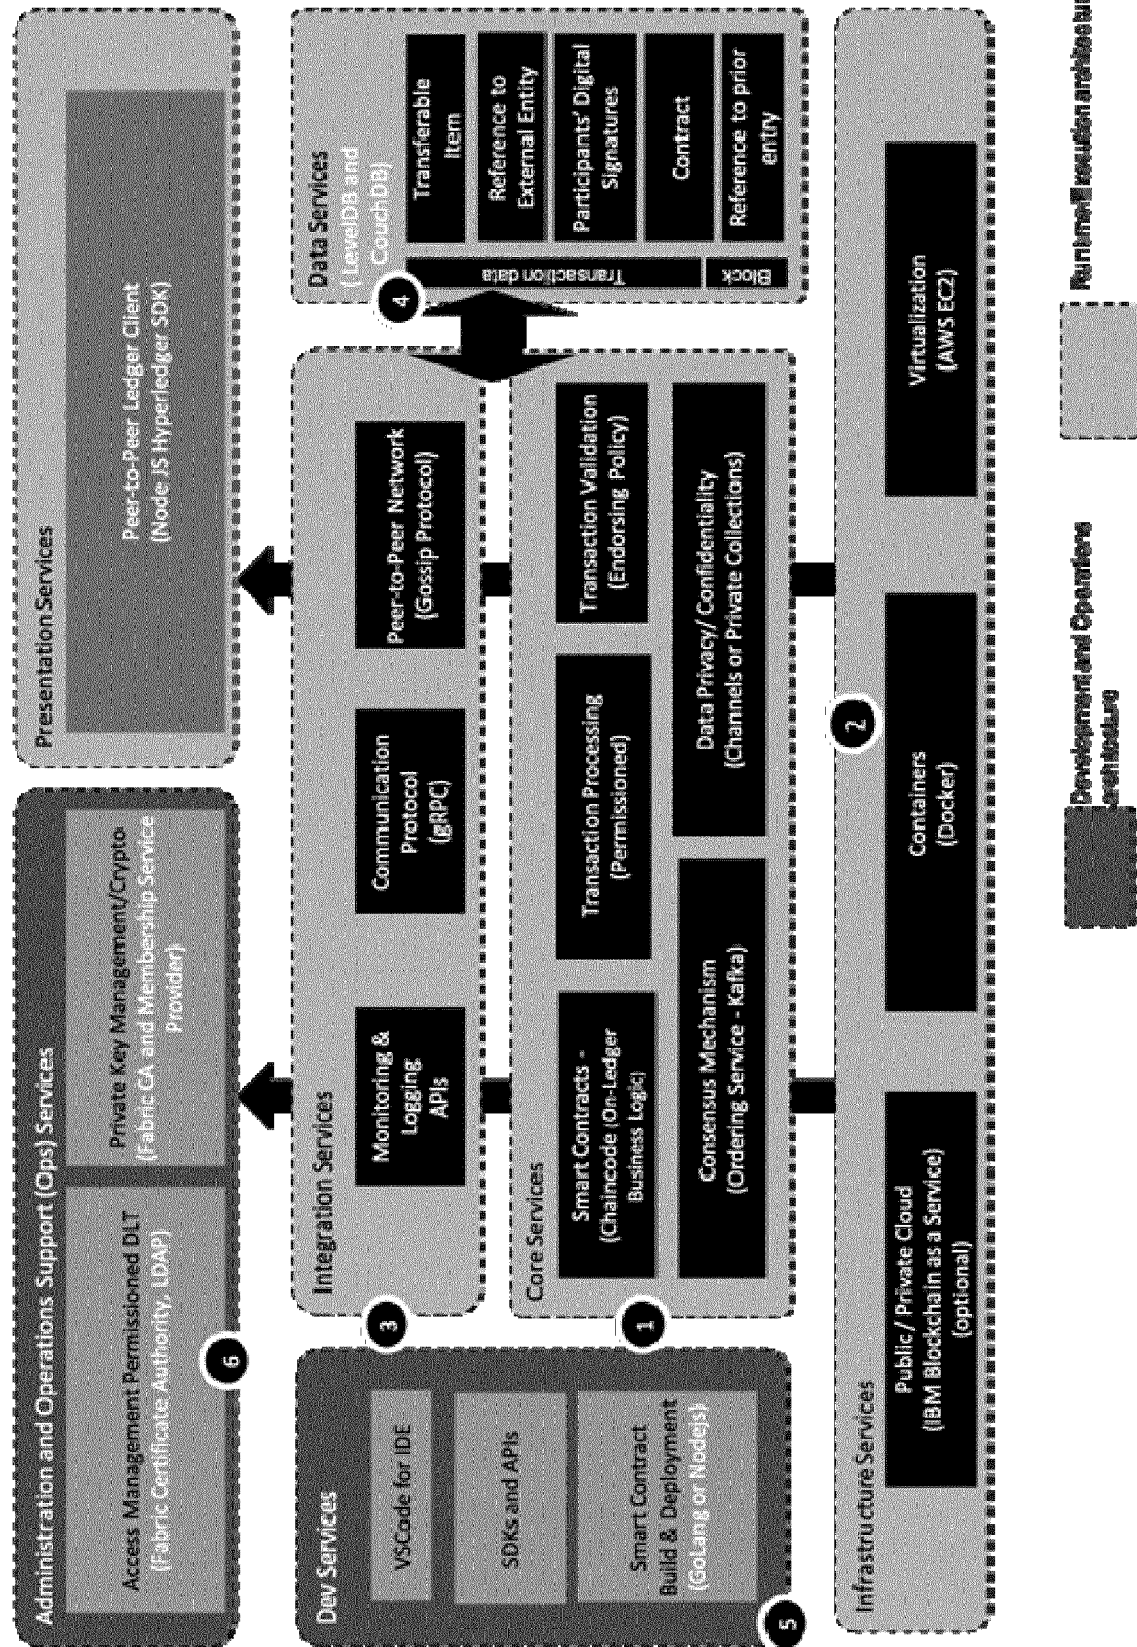 Administration and Operations Support (Ops) Services
Access Management Permissioned DLT
(Fabric Certificate Authority, LDAP)
Private Key Management/Crypto
(Fabric CA and Membership Service
Provider)
6
Presentation Services
Peer-to-Peer Ledger Client
(Node JS Hyperledger SDK)
Dev Services
VSCode for IDE
SDKs and APIs
Smart Contract
Build & Deployment
(GoLang or Nodejs)
5
3
Integration Services
Monitoring &
Logging
APIs
Communication
Protocol
(gRPC)
Peer-to-Peer Network
(Gossip Protocol)
1
Core Services
Smart Contracts -
(Chaincode (On-Ledger
Business Logic)
Transaction Processing
(Permissioned)
Transaction Validation
(Endorsing Policy)
Consensus Mechanism
(Ordering Service - Kafka)
Data Privacy/ Confidentiality
(Channels or Private Collections)
4
Data Services
(LevelDB and
CouchDB)
Transaction data
Block
Transferable
Item
Reference to
External Entity
Participants' Digital
Signatures
Contract
Reference to prior
entry
2
Infrastructure Services
Public / Private Cloud
(IBM Blockchain as a Service)
(optional)
Containers
(Docker)
Virtualization
(AWS EC2)
Development and Operations
architecture